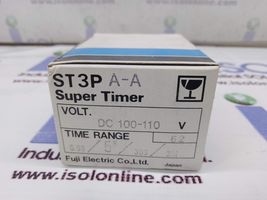 ST3P A-A
Super Timer
VOLT. DC 100-110 V
TIME RANGE
Fuji Electric Co.,Ltd. Japan
www.isolonline.com